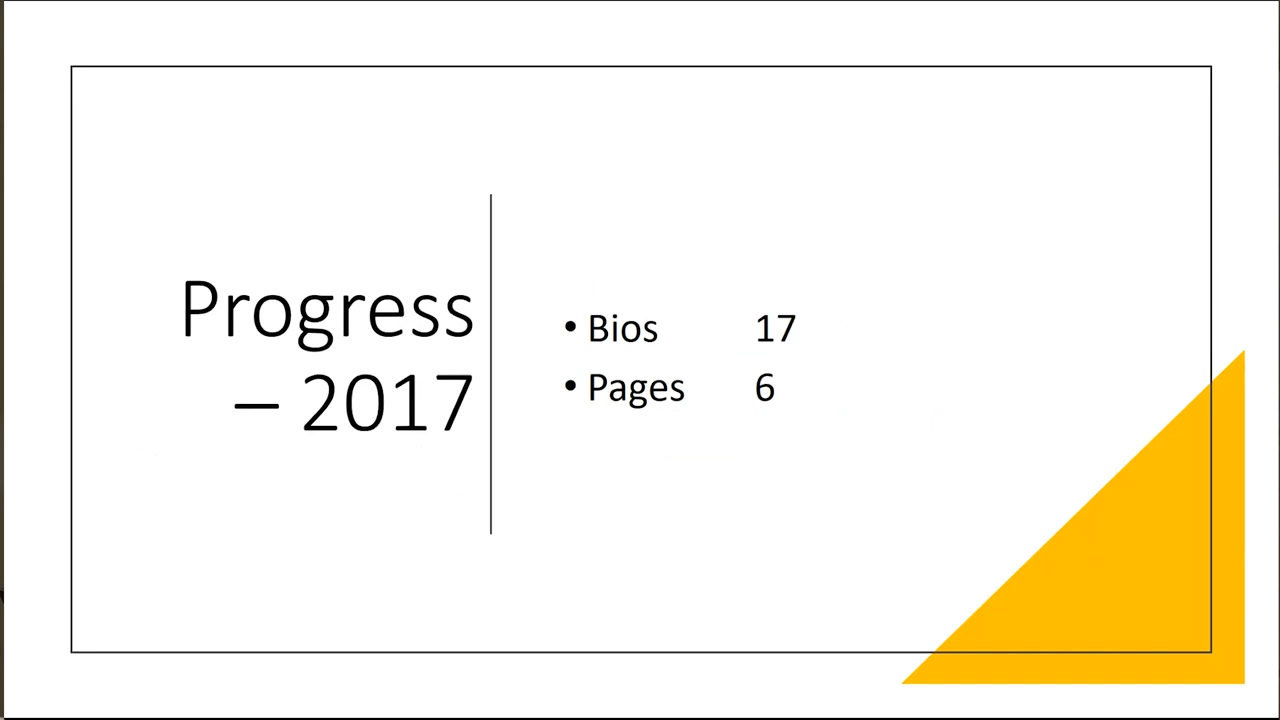 Progress
– 2017
• Bios 17
• Pages 6